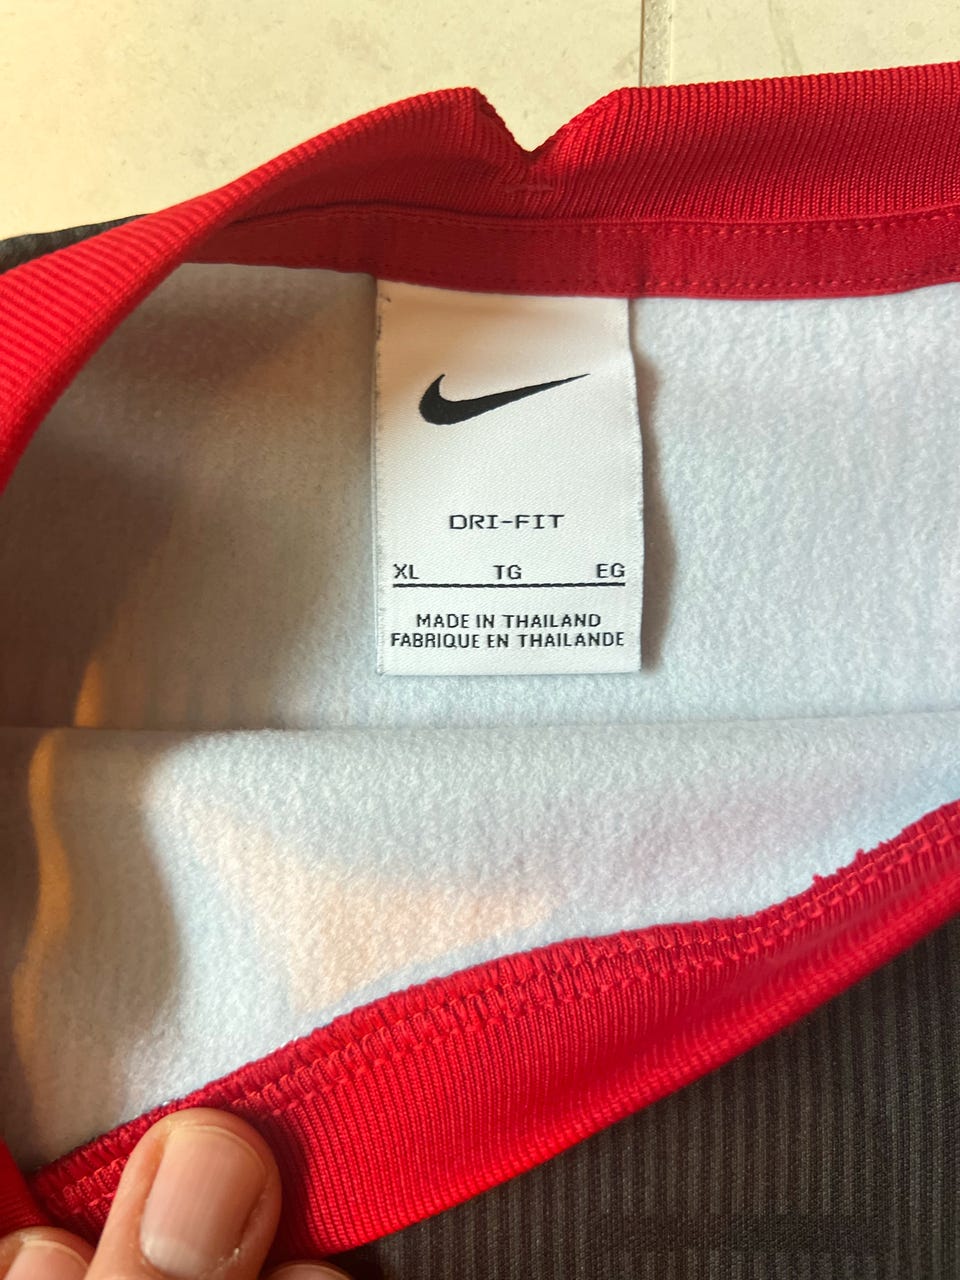 DRI-FIT
XL TG EG
MADE IN THAILAND
FABRIQUE EN THAILANDE